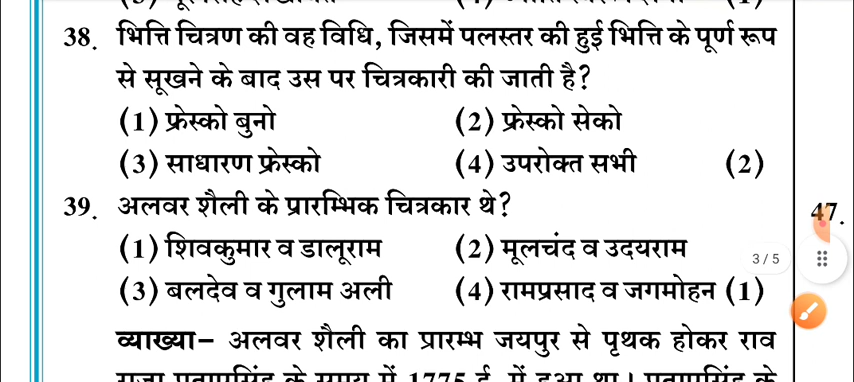 38. भित्ति चित्रण की वह विधि, जिसमें पलस्तर की हुई भित्ति के पूर्ण रूप
से सूखने के बाद उस पर चित्रकारी की जाती है?
(1) फ्रेस्को बुनो (2) फ्रेस्को सेको
(3) साधारण फ्रेस्को (4) उपरोक्त सभी (2)
39. अलवर शैली के प्रारम्भिक चित्रकार थे?
47.
(1) शिवकुमार व डालूराम (2) मूलचंद व उदयराम
3 / 5
(3) बलदेव व गुलाम अली (4) रामप्रसाद व जगमोहन (1)
व्याख्या– अलवर शैली का प्रारम्भ जयपुर से पृथक होकर राव